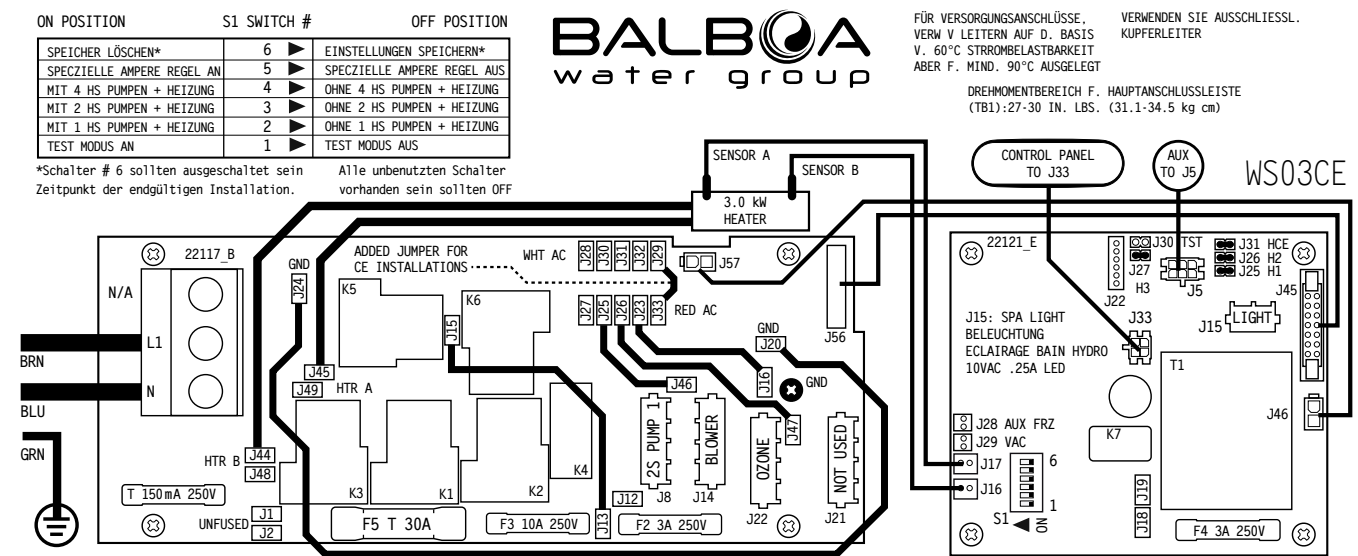 ON POSITION S1 SWITCH # OFF POSITION
SPEICHER LÖSCHEN* 6 ► EINSTELLUNGEN SPEICHERN*
SPECZIELLE AMPERE REGEL AN 5 ► SPECZIELLE AMPERE REGEL AUS
MIT 4 HS PUMPEN + HEIZUNG 4 ► OHNE 4 HS PUMPEN + HEIZUNG
MIT 2 HS PUMPEN + HEIZUNG 3 ► OHNE 2 HS PUMPEN + HEIZUNG
MIT 1 HS PUMPEN + HEIZUNG 2 ► OHNE 1 HS PUMPEN + HEIZUNG
TEST MODUS AN 1 ► TEST MODUS AUS
*Schalter # 6 sollten ausgeschaltet sein
Zeitpunkt der endgültigen Installation.
Alle unbenutzten Schalter
vorhanden sein sollten OFF
BALBOA
water group
FÜR VERSORGUNGSANSCHLÜSSE,
VERW V LEITERN AUF D. BASIS
V. 60°C STRROMBELASTBARKEIT
ABER F. MIND. 90°C AUSGELEGT
VERWENDEN SIE AUSSCHLIESSL.
KUPFERLEITER
DREHMOMENTBEREICH F. HAUPTANSCHLUSSLEISTE
(TB1):27-30 IN. LBS. (31.1-34.5 kg cm)
SENSOR A
SENSOR B
3.0 kW
HEATER
CONTROL PANEL
TO J33
AUX
TO J5
WS03CE
22117_B
N/A
L1
N
BRN
BLU
GRN
GND
J24
ADDED JUMPER FOR
CE INSTALLATIONS
WHT AC
J28
J30
J31
J32
J29
J57
K5
K6
J15
J27
J25
J26
J23
J33
RED AC
J56
GND
J20
J45
J49
HTR A
J46
J16
GND
HTR B
J44
J48
K3
K1
K2
K4
2S PUMP 1
J8
BLOWER
J14
OZONE
J22
J47
NOT USED
J21
T 150mA 250V
UNFUSED
J1
J2
F5 T 30A
F3 10A 250V
J13
J12
F2 3A 250V
22121_E
J22
J30 TST
J27
H3
J5
J31 HCE
J26 H2
J25 H1
J45
J33
J15
LIGHT
J15: SPA LIGHT
BELEUCHTUNG
ECLAIRAGE BAIN HYDRO
10VAC .25A LED
T1
J46
K7
J28 AUX FRZ
J29 VAC
J17
J16
6
1
S1
ON
J19
J18
F4 3A 250V